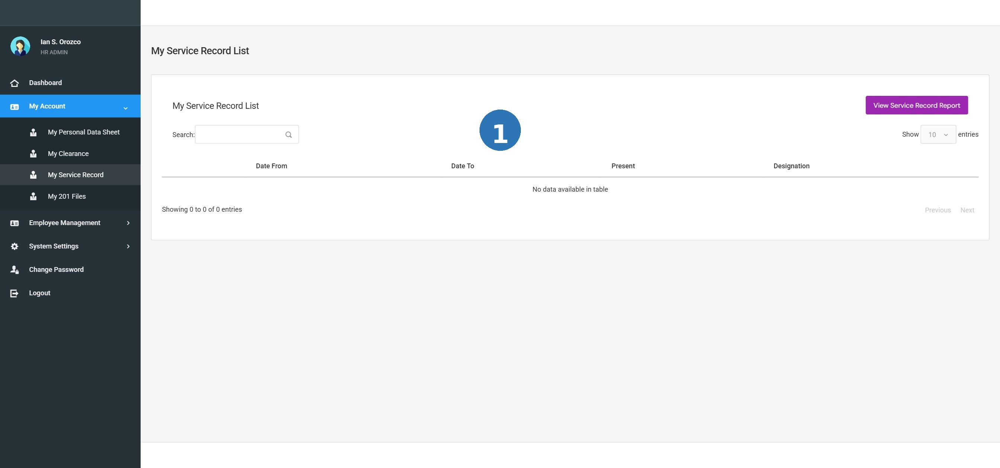 Ian S. Orozco
HR ADMIN
Dashboard
My Account
My Personal Data Sheet
My Clearance
My Service Record
My 201 Files
Employee Management
System Settings
Change Password
Logout
My Service Record List
My Service Record List
View Service Record Report
1
Search:
Show 10 entries
Date From Date To Present Designation
No data available in table
Showing 0 to 0 of 0 entries
Previous Next